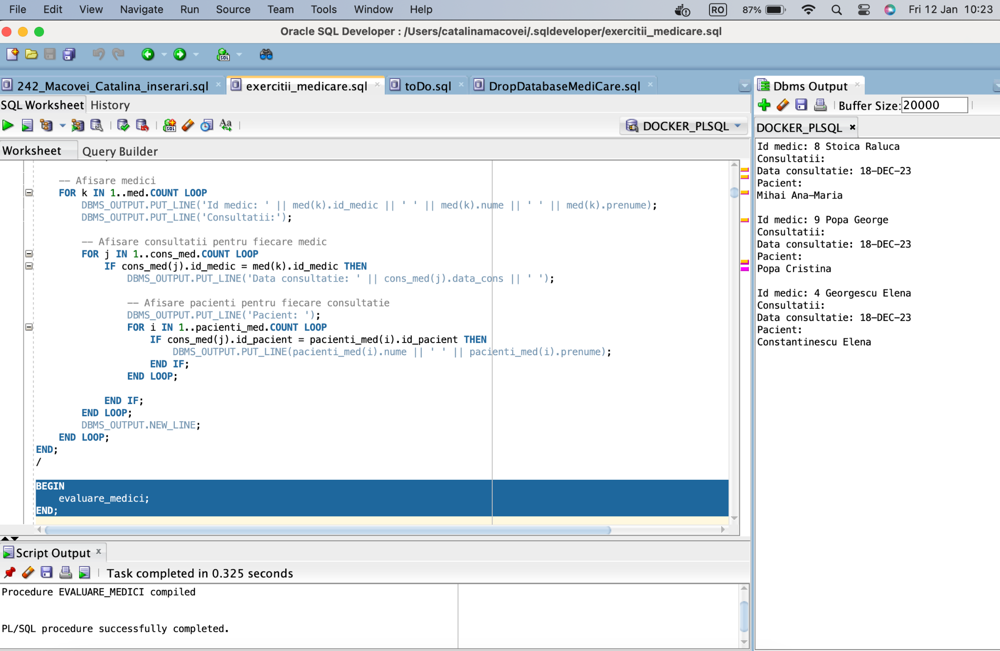 File Edit View Navigate Run Source Team Tools Window Help RO 87% Fri 12 Jan 10:23
Oracle SQL Developer : /Users/catalinamacovei/.sqldeveloper/exercitii_medicare.sql
242_Macovei_Catalina_inserari.sql exercitii_medicare.sql toDo.sql DropDatabaseMediCare.sql
SQL Worksheet History
DOCKER_PLSQL
Worksheet Query Builder
-- Afisare medici
FOR k IN 1..med.COUNT LOOP
DBMS_OUTPUT.PUT_LINE('Id medic: ' || med(k).id_medic || ' ' || med(k).nume || ' ' || med(k).prenume);
DBMS_OUTPUT.PUT_LINE('Consultatii:');
-- Afisare consultatii pentru fiecare medic
FOR j IN 1..cons_med.COUNT LOOP
IF cons_med(j).id_medic = med(k).id_medic THEN
DBMS_OUTPUT.PUT_LINE('Data consultatie: ' || cons_med(j).data_cons || ' ');
-- Afisare pacienti pentru fiecare consultatie
DBMS_OUTPUT.PUT_LINE('Pacient: ');
FOR i IN 1..pacienti_med.COUNT LOOP
IF cons_med(j).id_pacient = pacienti_med(i).id_pacient THEN
DBMS_OUTPUT.PUT_LINE(pacienti_med(i).nume || ' ' || pacienti_med(i).prenume);
END IF;
END LOOP;
END IF;
END LOOP;
DBMS_OUTPUT.NEW_LINE;
END LOOP;
END;
/
BEGIN
evaluare_medici;
END;
Script Output
Task completed in 0.325 seconds
Procedure EVALUARE_MEDICI compiled
PL/SQL procedure successfully completed.
Dbms Output
Buffer Size: 20000
DOCKER_PLSQL
Id medic: 8 Stoica Raluca
Consultatii:
Data consultatie: 18-DEC-23
Pacient:
Mihai Ana-Maria
Id medic: 9 Popa George
Consultatii:
Data consultatie: 18-DEC-23
Pacient:
Popa Cristina
Id medic: 4 Georgescu Elena
Consultatii:
Data consultatie: 18-DEC-23
Pacient:
Constantinescu Elena